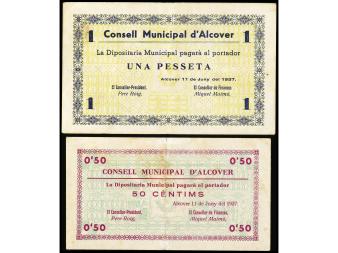 1 Consell Municipal d'Alcover 1
La Dipositaria Municipal pagarà al portador
UNA PESSETA
Alcover 11 de Juny del 1937.
El Conseller-President, El Conseller de Finances,
Pere Roig. Miquel Maimó.
1 1
0'50 0'50
CONSELL MUNICIPAL D'ALCOVER
La Dipositaria Municipal pagarà al portador
50 CÈNTIMS
Alcover 11 de Juny del 1937.
El Conseller-President, El Conseller de Finances,
Pere Roig. Miquel Maimó.
0'50 0'50